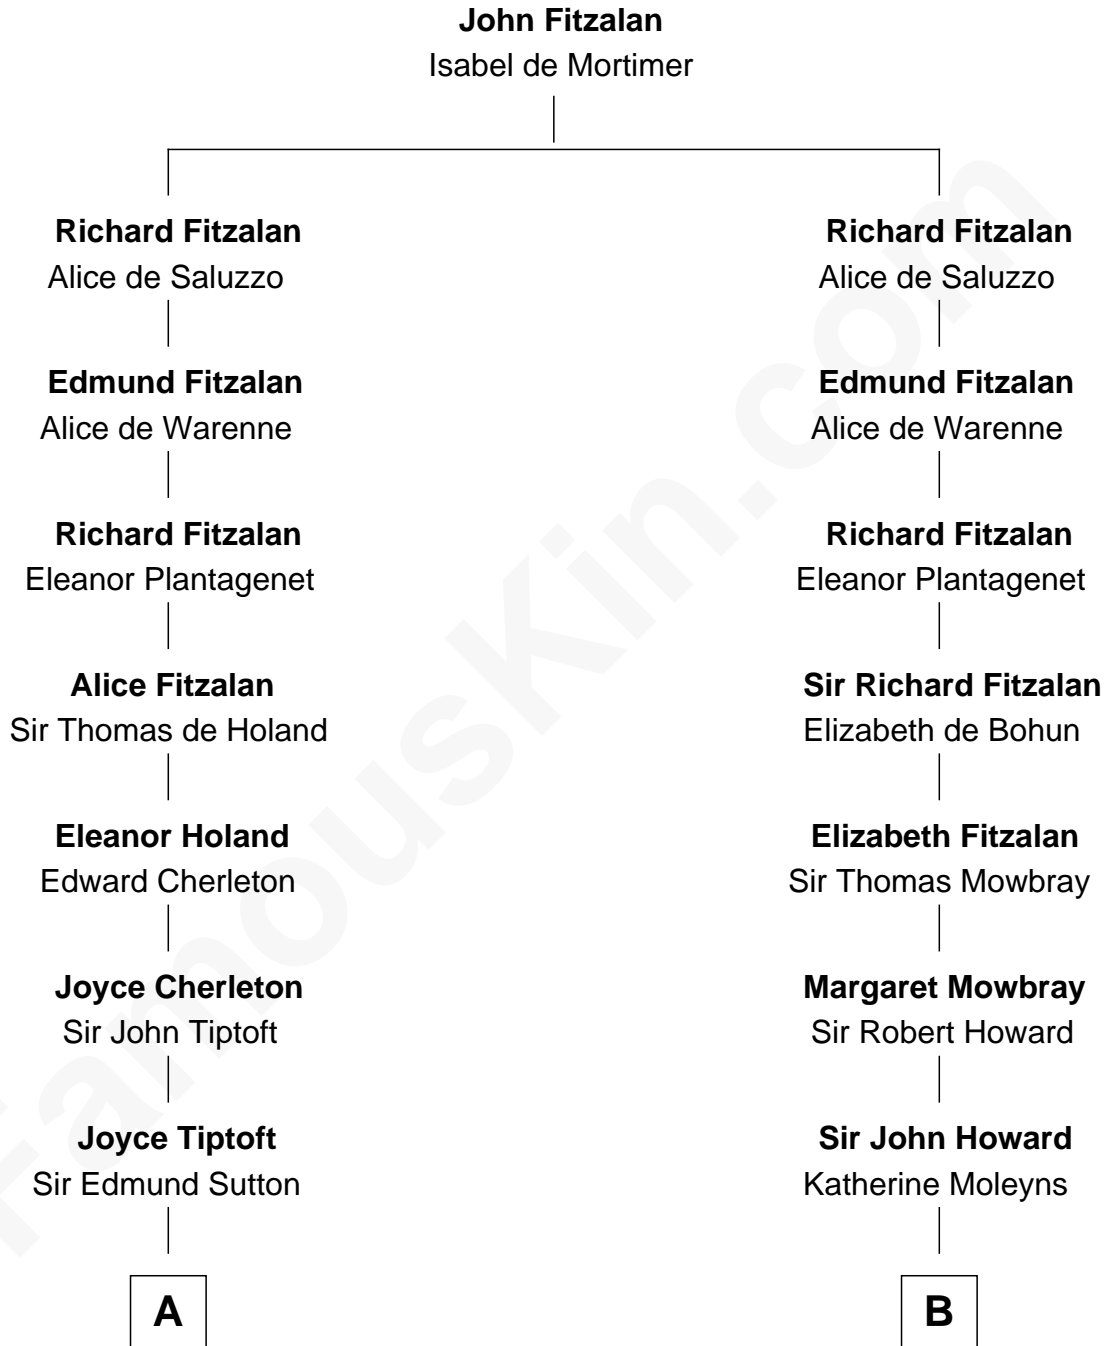 John Fitzalan
Isabel de Mortimer
Richard Fitzalan
Alice de Saluzzo
Edmund Fitzalan
Alice de Warenne
Richard Fitzalan
Eleanor Plantagenet
Alice Fitzalan
Sir Thomas de Holand
Eleanor Holand
Edward Cherleton
Joyce Cherleton
Sir John Tiptoft
Joyce Tiptoft
Sir Edmund Sutton
A
Richard Fitzalan
Alice de Saluzzo
Edmund Fitzalan
Alice de Warenne
Richard Fitzalan
Eleanor Plantagenet
Sir Richard Fitzalan
Elizabeth de Bohun
Elizabeth Fitzalan
Sir Thomas Mowbray
Margaret Mowbray
Sir Robert Howard
Sir John Howard
Katherine Moleyns
B
FamousKin.com